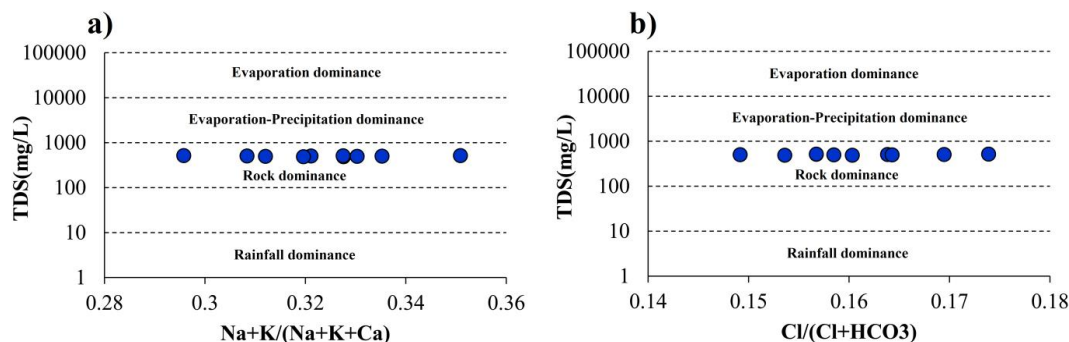 a)
TDS(mg/L)
100000
10000
1000
100
10
1
Evaporation dominance
Evaporation-Precipitation dominance
Rock dominance
Rainfall dominance
0.28 0.3 0.32 0.34 0.36
Na+K/(Na+K+Ca)
b)
TDS(mg/L)
100000
10000
1000
100
10
1
Evaporation dominance
Evaporation-Precipitation dominance
Rock dominance
Rainfall dominance
0.14 0.15 0.16 0.17 0.18
Cl/(Cl+HCO3)